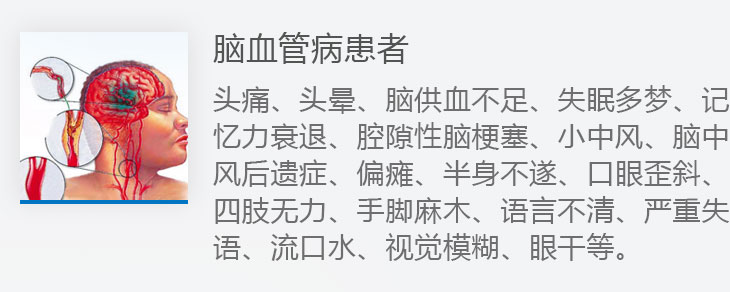 脑血管病患者
头痛、头晕、脑供血不足、失眠多梦、记
忆力衰退、腔隙性脑梗塞、小中风、脑中
风后遗症、偏瘫、半身不遂、口眼歪斜、
四肢无力、手脚麻木、语言不清、严重失
语、流口水、视觉模糊、眼干等。